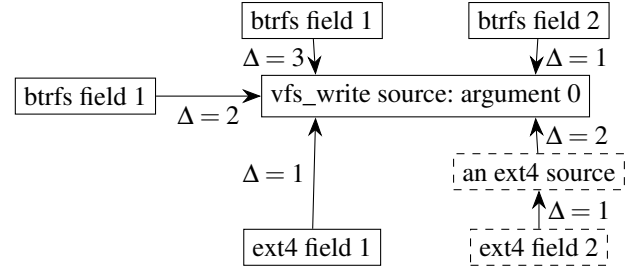 btrfs field 1
btrfs field 2
Δ = 3
Δ = 1
btrfs field 1
vfs_write source: argument 0
Δ = 2
Δ = 2
Δ = 1
an ext4 source
Δ = 1
ext4 field 1
ext4 field 2